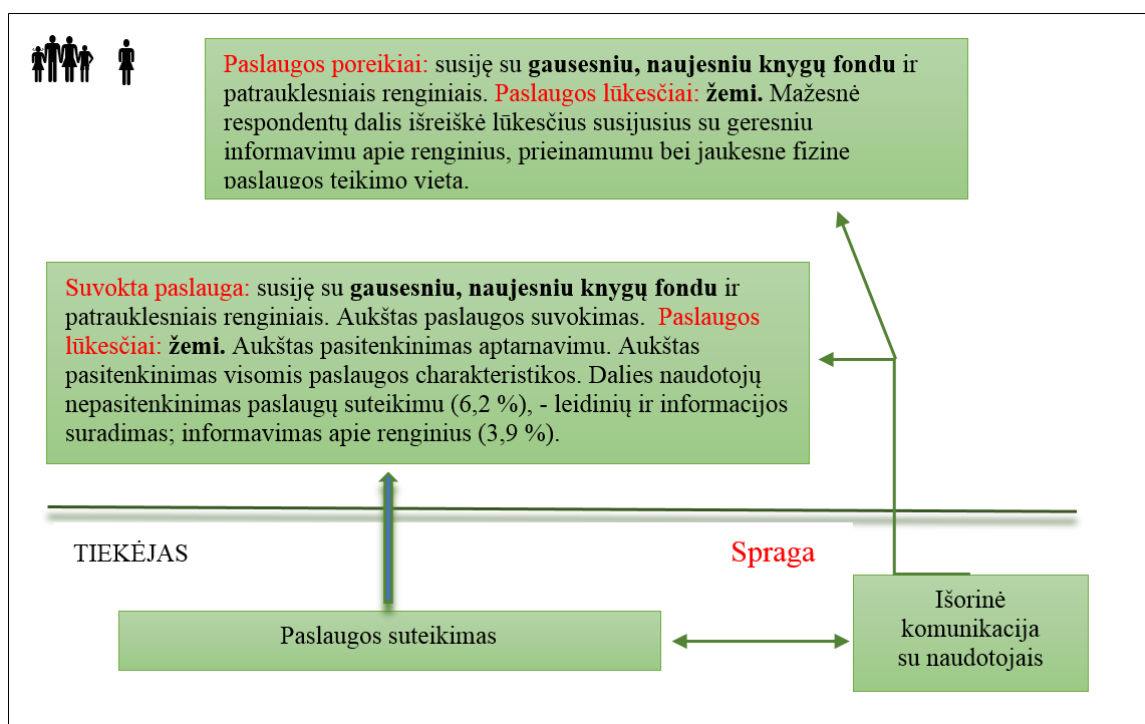 Paslaugos poreikiai: susiję su gausesniu, naujesniu knygų fondu ir
patrauklesniais renginiais. Paslaugos lūkesčiai: žemi. Mažesnė
respondentų dalis išreiškė lūkesčius susijusius su geresniu
informavimu apie renginius, prieinamumu bei jaukesne fizine
paslaugos teikimo vieta.
Suvokta paslauga: susiję su gausesniu, naujesniu knygų fondu ir
patrauklesniais renginiais. Aukštas paslaugos suvokimas. Paslaugos
lūkesčiai: žemi. Aukštas pasitenkinimas aptarnavimu. Aukštas
pasitenkinimas visomis paslaugos charakteristikos. Dalies naudotojų
nepasitenkinimas paslaugų suteikimu (6,2 %), - leidinių ir informacijos
suradimas; informavimas apie renginius (3,9 %).
TIEKĖJAS
Spraga
Paslaugos suteikimas
Išorinė
komunikacija
su naudotojais